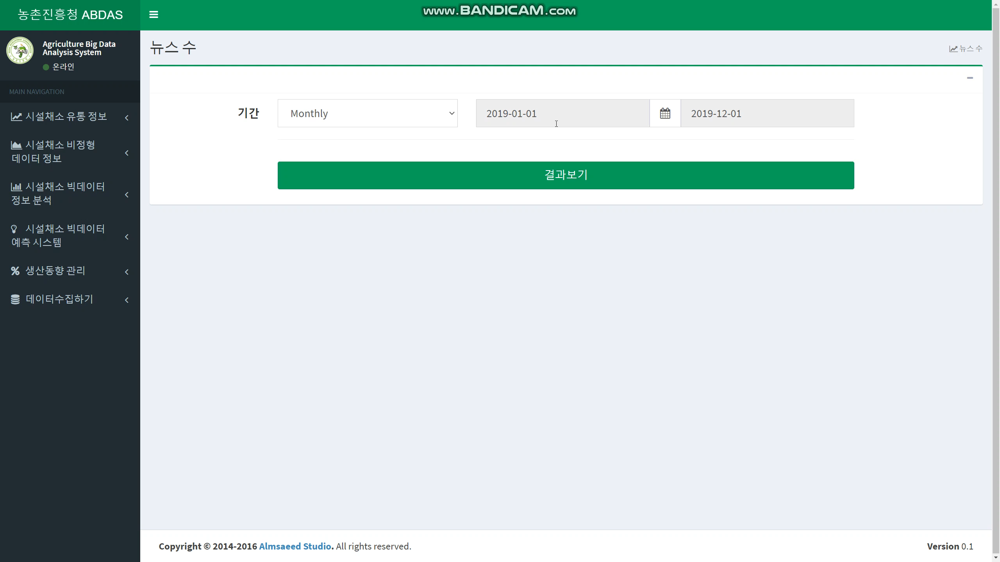 농촌진흥청 ABDAS
www.BANDICAM.com
Agriculture Big Data
Analysis System
온라인
MAIN NAVIGATION
시설채소 유통 정보
시설채소 비정형
데이터 정보
시설채소 빅데이터
정보 분석
시설채소 빅데이터
예측 시스템
생산동향 관리
데이터수집하기
뉴스 수
뉴스 수
기간
Monthly
2019-01-01
2019-12-01
결과보기
Copyright © 2014-2016 Almsaeed Studio. All rights reserved.
Version 0.1